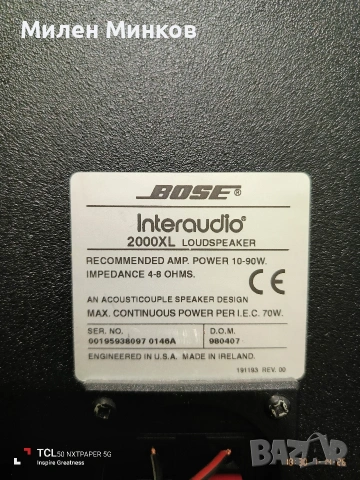 Милен Минков
BOSE®
Interaudio®
2000XL LOUDSPEAKER
RECOMMENDED AMP. POWER 10-90W.
IMPEDANCE 4-8 OHMS.
CE
AN ACOUSTICOUPLE SPEAKER DESIGN
MAX. CONTINUOUS POWER PER I.E.C. 70W.
SER. NO. D.O.M.
00195938097 0146A 980407
ENGINEERED IN U.S.A. MADE IN IRELAND.
191193 REV. 00
TCL 50 NXTPAPER 5G
Inspire Greatness
BAZAR